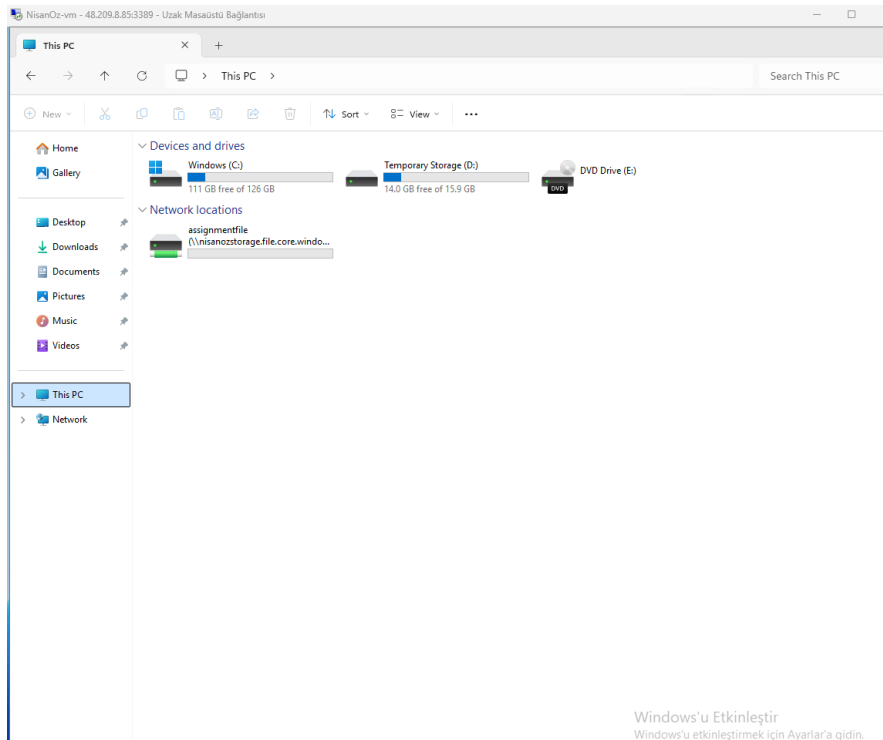 NisanOz-vm - 48.209.8.85:3389 - Uzak Masaüstü Bağlantısı
This PC
This PC
Search This PC
New
Sort
View
Home
Gallery
Desktop
Downloads
Documents
Pictures
Music
Videos
This PC
Network
Devices and drives
Windows (C:)
111 GB free of 126 GB
Temporary Storage (D:)
14.0 GB free of 15.9 GB
DVD
DVD Drive (E:)
Network locations
assignmentfile
(\\nisanozstorage.file.core.windo...
Windows'u Etkinleştir
Windows'u etkinleştirmek için Ayarlar'a gidin.